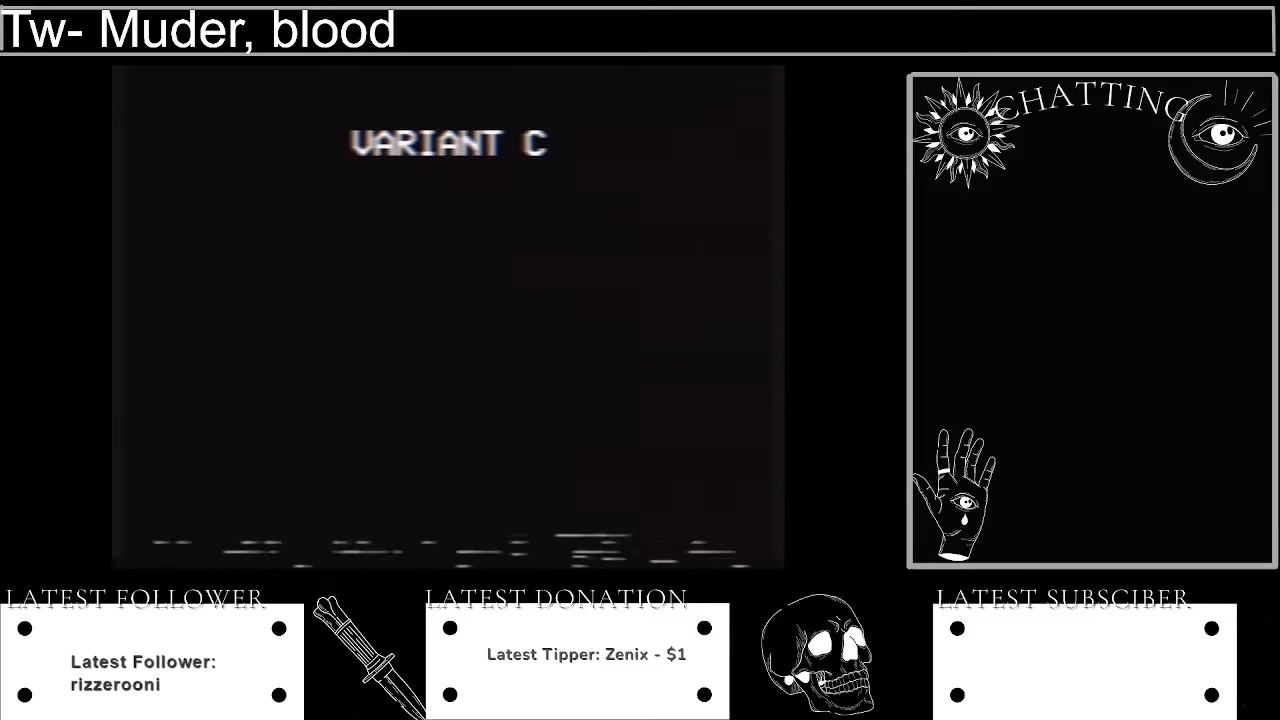 Tw- Muder, blood
VARIANT C
CHATTING
LATEST FOLLOWER
Latest Follower:
rizzerooni
LATEST DONATION
Latest Tipper: Zenix - $1
LATEST SUBSCIBER